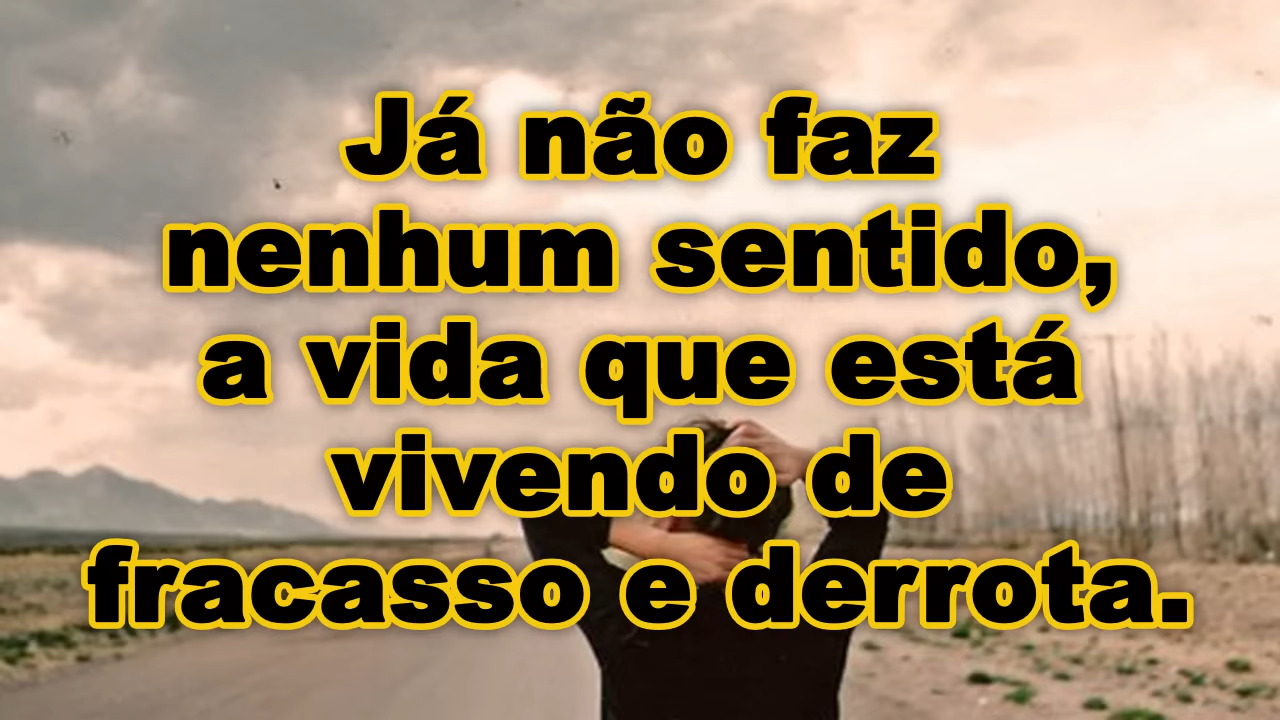 Já não faz
nenhum sentido,
a vida que está
vivendo de
fracasso e derrota.